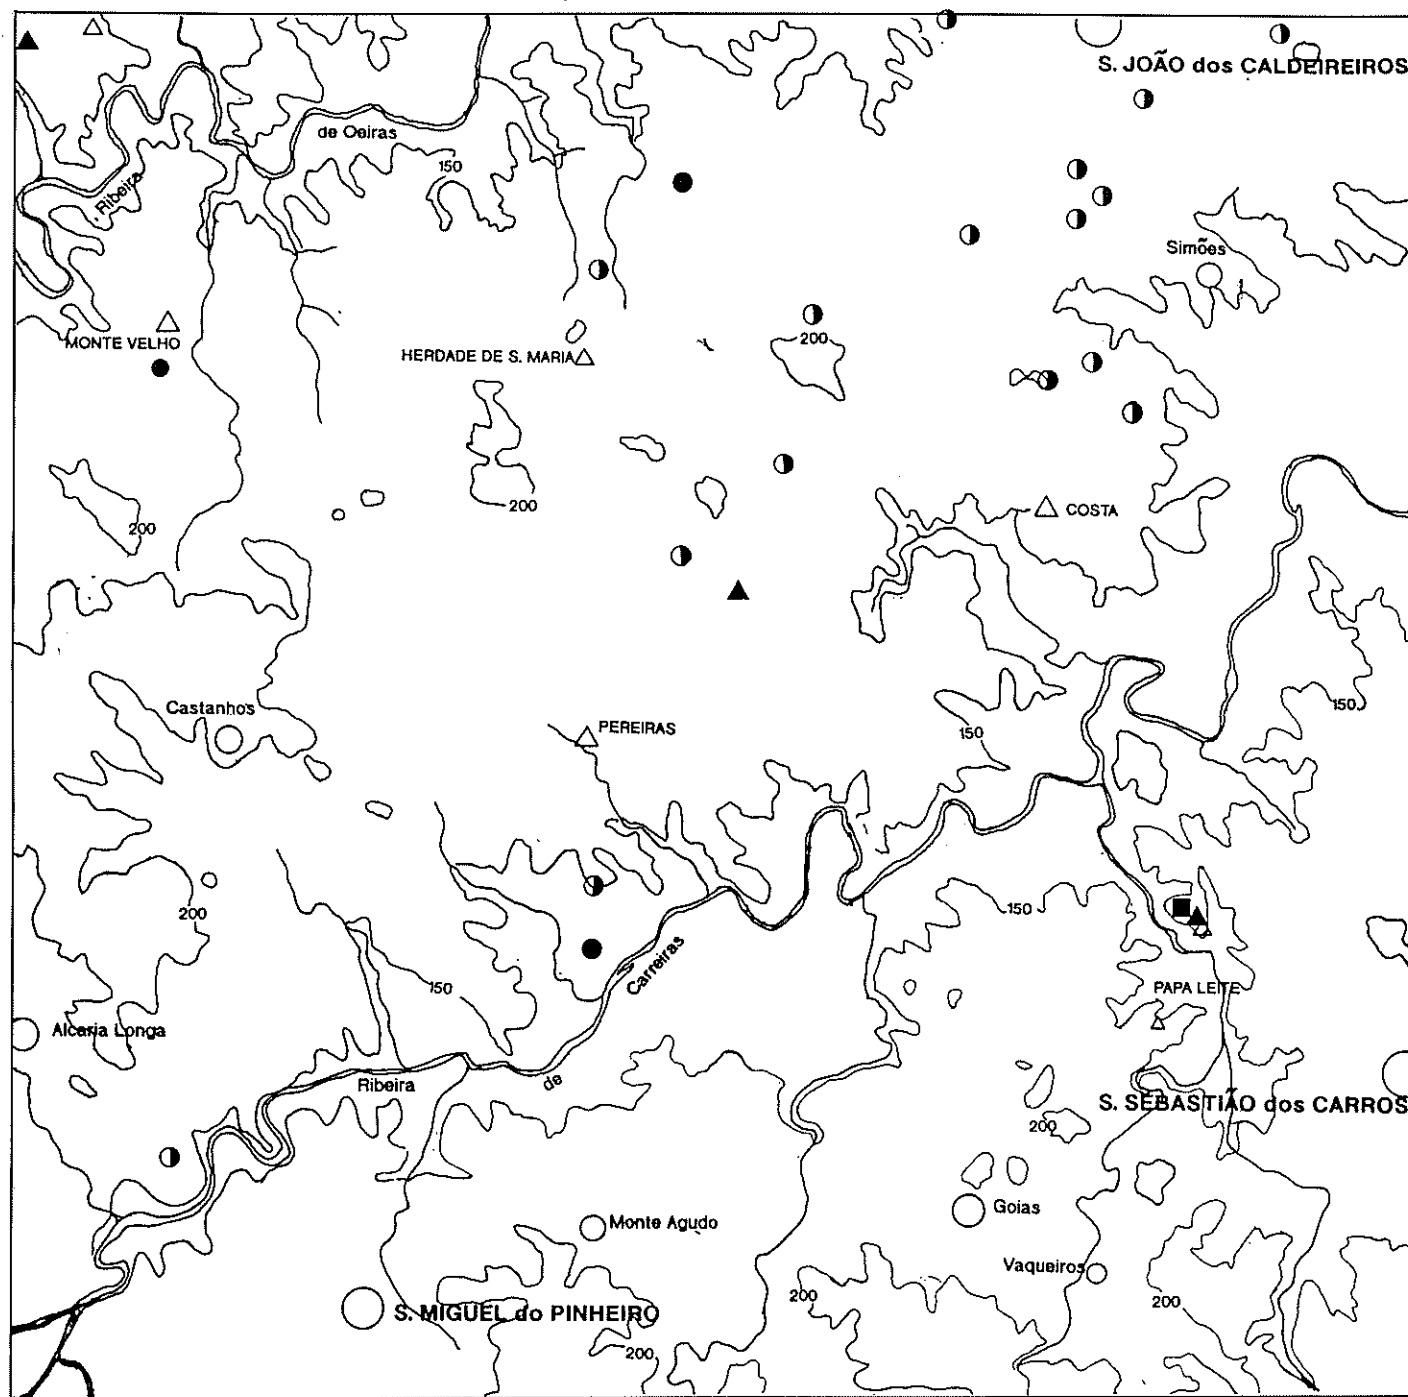 S. JOÃO dos CALDEIREIROS
de Oeiras
150
Ribeira
Simões
MONTE VELHO
HERDADE DE S. MARIA
200
200
200
COSTA
Castanhos
PEREIRAS
150
150
200
150
150
Carreiras
PAPA LEITE
Alcaria Longa
Ribeira
de
S. SEBASTIÃO dos CARROS
200
Goias
Monte Agudo
Vaqueiros
200
200
S. MIGUEL do PINHEIRO
200